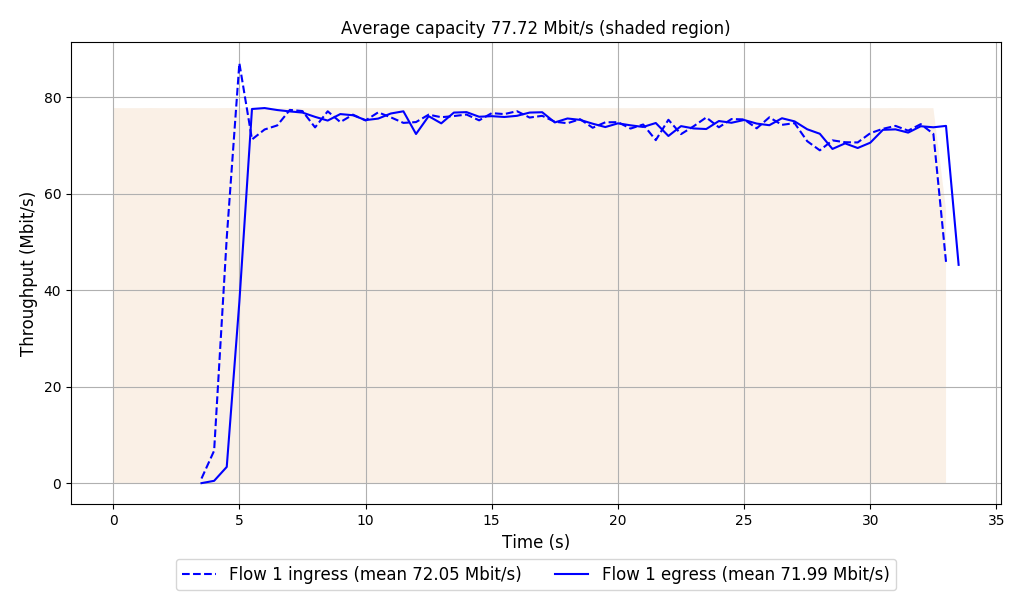 Average capacity 77.72 Mbit/s (shaded region)
Throughput (Mbit/s)
80
60
40
20
0
0 5 10 15 20 25 30 35
Time (s)
Flow 1 ingress (mean 72.05 Mbit/s) Flow 1 egress (mean 71.99 Mbit/s)